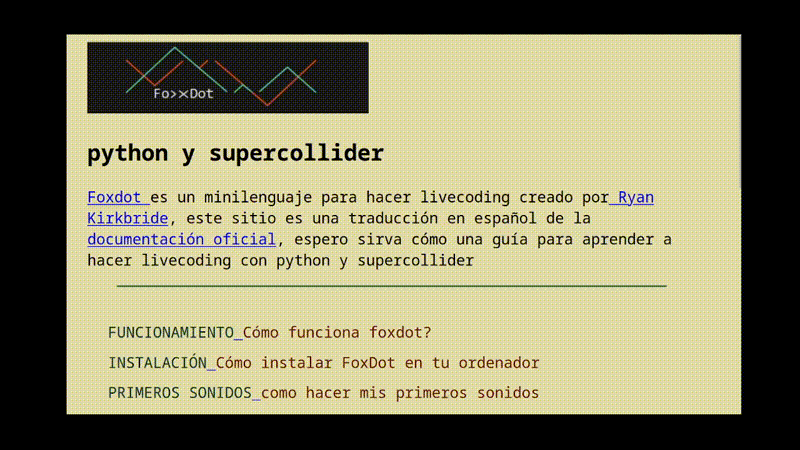 Fo>×Dot
python y supercollider
Foxdot es un minilenguaje para hacer livecoding creado por Ryan
Kirkbride, este sitio es una traducción en español de la
documentación oficial, espero sirva cómo una guía para aprender a
hacer livecoding con python y supercollider
FUNCIONAMIENTO_Cómo funciona foxdot?
INSTALACIÓN_Cómo instalar FoxDot en tu ordenador
PRIMEROS SONIDOS_como hacer mis primeros sonidos